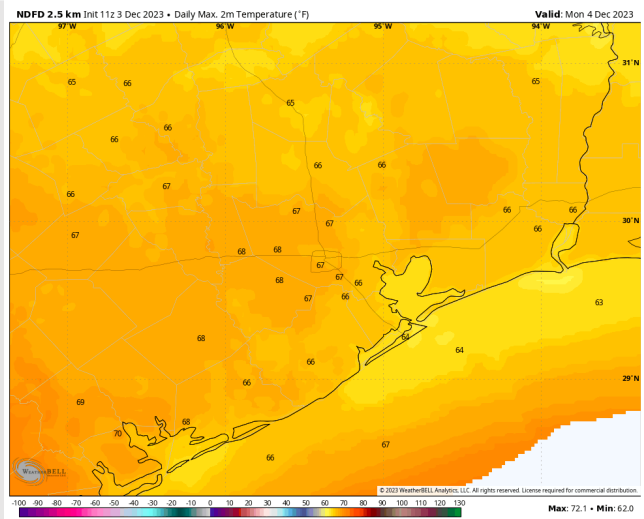 NDFD 2.5 km Init 11z 3 Dec 2023 • Daily Max. 2m Temperature (°F) Valid: Mon 4 Dec 2023
97°W 96°W 95°W 94°W
31°N
65 66 65
65
66
66
66 66
67
66
67 66 66
67
66
30°N
67
68 68
67
67
68 66
67 66
63
64
68
64
66
29°N
66
69
68
70
67
66
WEATHERBELL
© 2023 WeatherBELL Analytics, LLC. All rights reserved. License required for commercial distribution.
-100 -90 -80 -70 -60 -50 -40 -30 -20 -10 0 10 20 30 40 50 60 70 80 90 100 110 120 130
Max: 72.1 • Min: 62.0